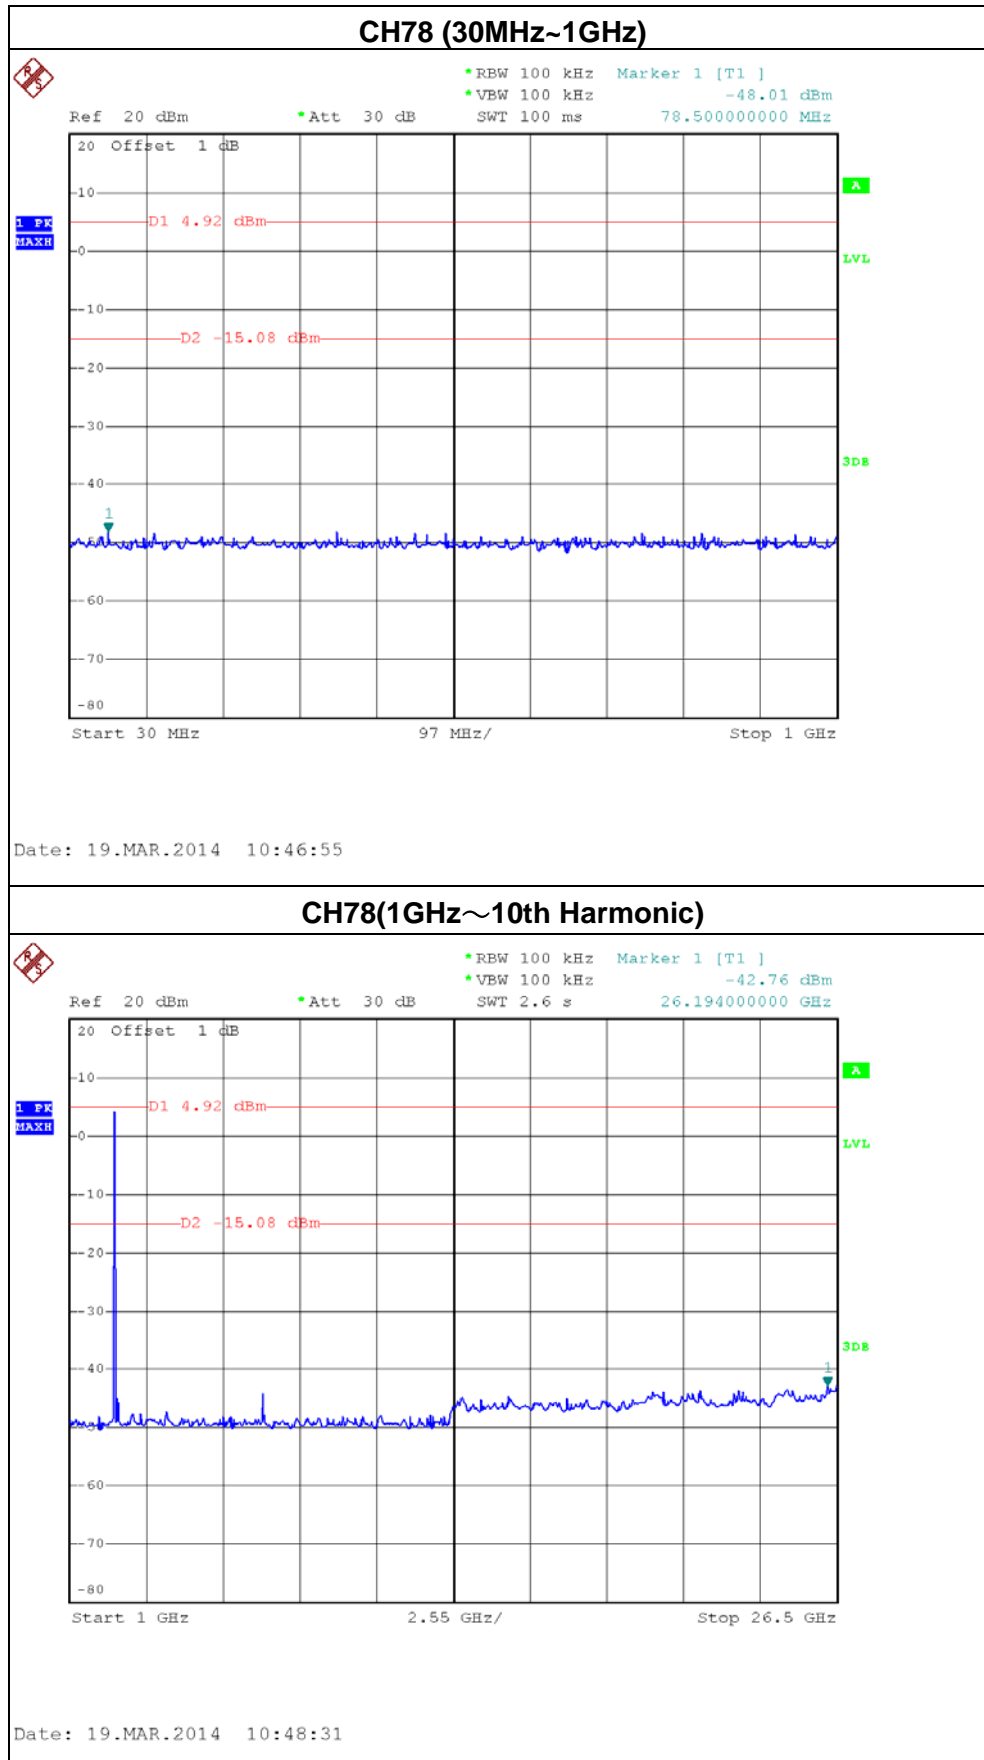 CH78 (30MHz~1GHz)
R S
*RBW 100 kHz Marker 1 [T1 ]
*VBW 100 kHz -48.01 dBm
Ref 20 dBm *Att 30 dB SWT 100 ms 78.500000000 MHz
20 Offset 1 dB
10
A
1 PK
MAXH
D1 4.92 dBm
0
LVL
-10
D2 -15.08 dBm
-20
-30
3DB
-40
1
-60
-70
-80
Start 30 MHz 97 MHz/ Stop 1 GHz
Date: 19.MAR.2014 10:46:55
CH78(1GHz～10th Harmonic)
R S
*RBW 100 kHz Marker 1 [T1 ]
*VBW 100 kHz -42.76 dBm
Ref 20 dBm *Att 30 dB SWT 2.6 s 26.194000000 GHz
20 Offset 1 dB
10
A
1 PK
MAXH
D1 4.92 dBm
0
LVL
-10
D2 -15.08 dBm
-20
-30
3DB
-40
1
-60
-70
-80
Start 1 GHz 2.55 GHz/ Stop 26.5 GHz
Date: 19.MAR.2014 10:48:31